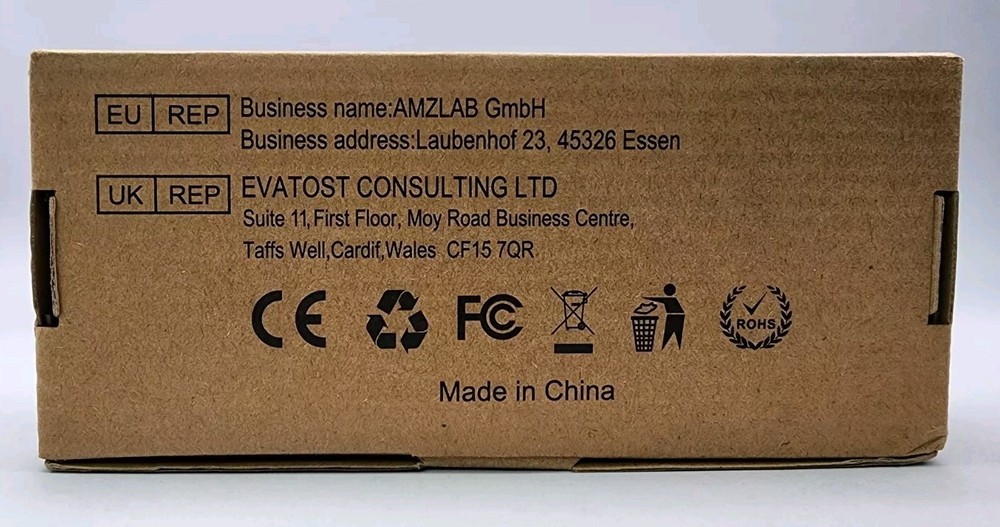 EU REP Business name:AMZLAB GmbH
Business address:Laubenhof 23, 45326 Essen
UK REP EVATOST CONSULTING LTD
Suite 11, First Floor, Moy Road Business Centre,
Taffs Well,Cardif,Wales CF15 7QR
CE FC ROHS
Made in China